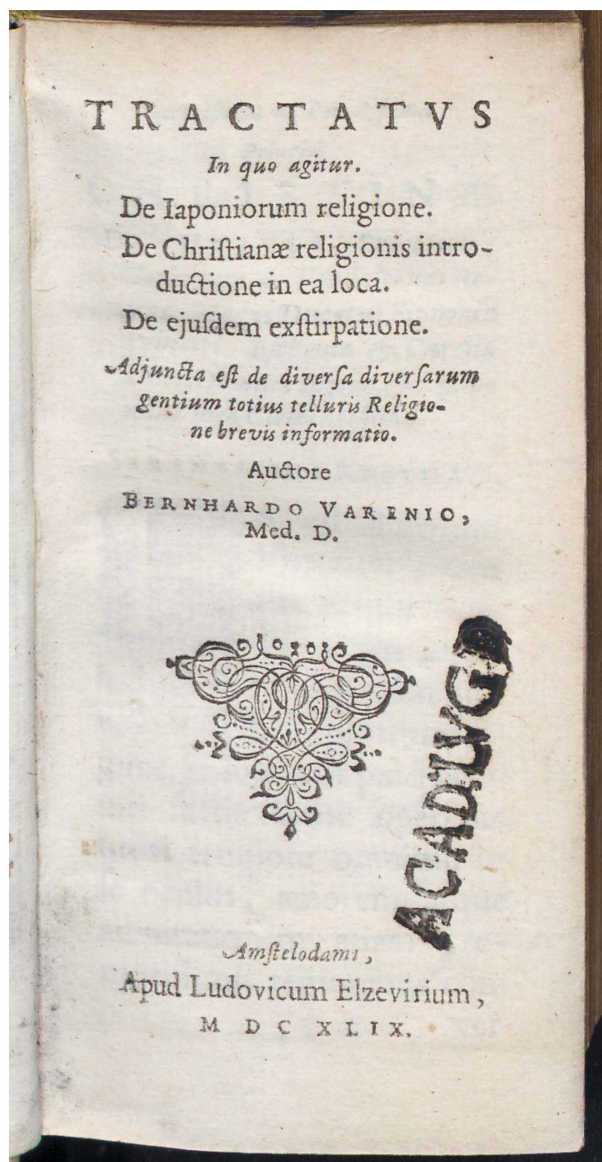 TRACTATVS
In quo agitur.
De Iaponiorum religione.
De Chriſtianæ religionis intro-
ductione in ea loca.
De ejuſdem exſtirpatione.
Adjuncta eſt de diverſa diverſarum
gentium totius telluris Religio-
ne brevis informatio.
Auctore
BERNHARDO VARENIO,
Med. D.
ACAD. LVGD
Amſtelodami,
Apud Ludovicum Elzevirium,
M D C XLIX.